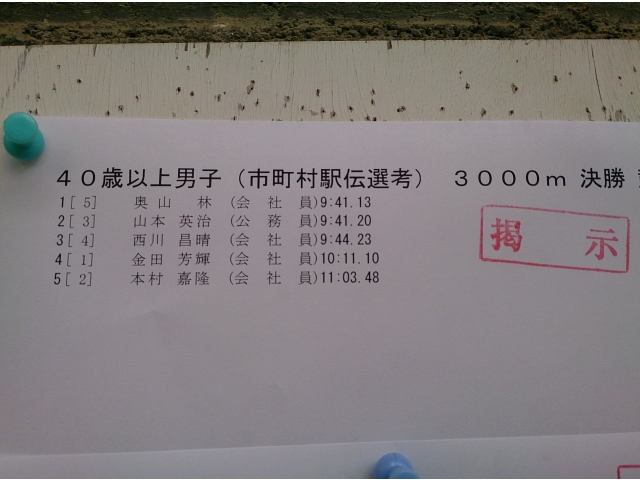 40歳以上男子（市町村駅伝選考） 3000m 決勝
1[ 5] 奥山 林 (会 社 員)9:41.13
2[ 3] 山本 英治 (公 務 員)9:41.20
3[ 4] 西川 昌晴 (会 社 員)9:44.23
4[ 1] 金田 芳輝 (会 社 員)10:11.10
5[ 2] 本村 嘉隆 (会 社 員)11:03.48
掲 示